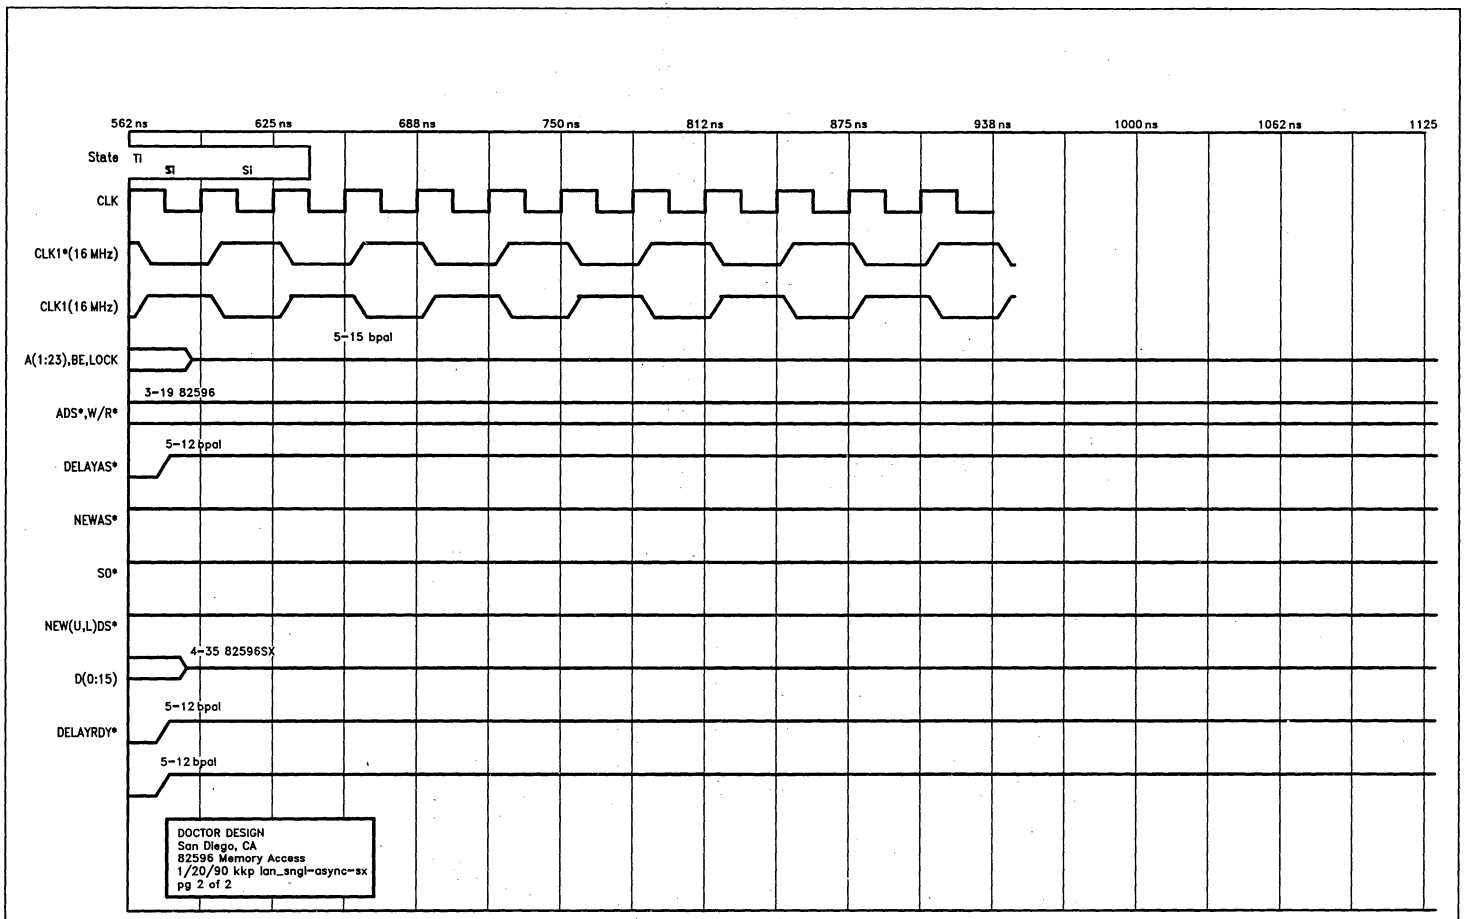 562 ns 625 ns 688 ns 750 ns 812 ns 875 ns 938 ns 1000 ns 1062 ns 1125
State Ti
Si Si
CLK
CLK1*(16 MHz)
CLK1(16 MHz)
5-15 bpal
A(1:23),BE,LOCK
3-19 82596
ADS*,W/R*
5-12 bpal
DELAYAS*
NEWAS*
S0*
NEW(U,L)DS*
4-35 82596SX
D(0:15)
5-12 bpal
DELAYRDY*
5-12 bpal
DOCTOR DESIGN
San Diego, CA
82596 Memory Access
1/20/90 kkp lan_sngl-async-sx
pg 2 of 2